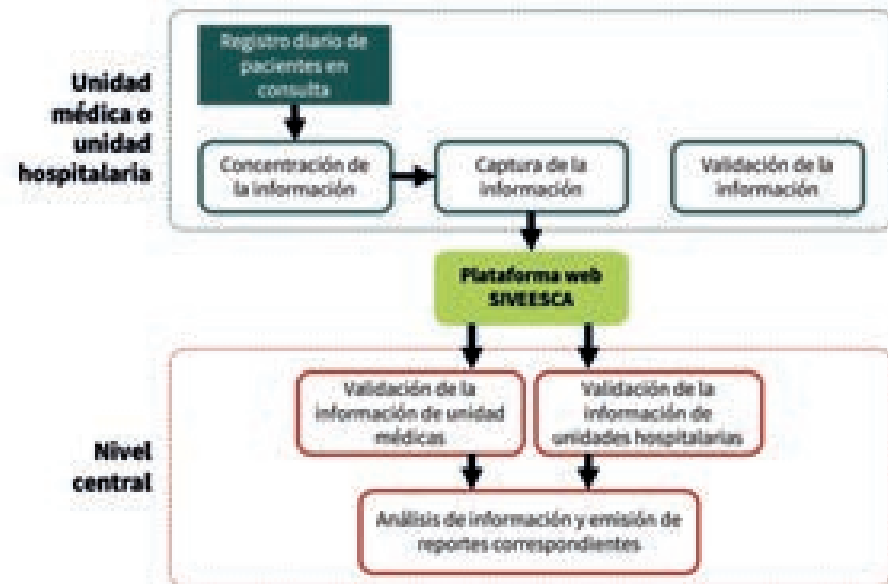 Unidad
médica o
unidad
hospitalaria
Registro diario de
pacientes en
consulta
Concentración de
la información
Captura de la
información
Validación de la
información
Plataforma web
SIVEESCA
Nivel
central
Validación de la
información de unidad
médicas
Validación de la
información de
unidades hospitalarias
Análisis de información y emisión de
reportes correspondientes